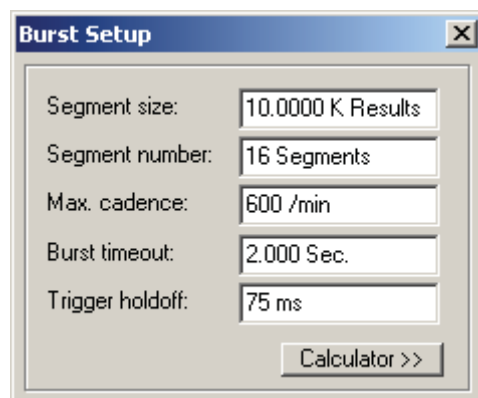 Burst Setup
Segment size: 10.0000 K Results
Segment number: 16 Segments
Max. cadence: 600 /min
Burst timeout: 2.000 Sec.
Trigger holdoff: 75 ms
Calculator >>